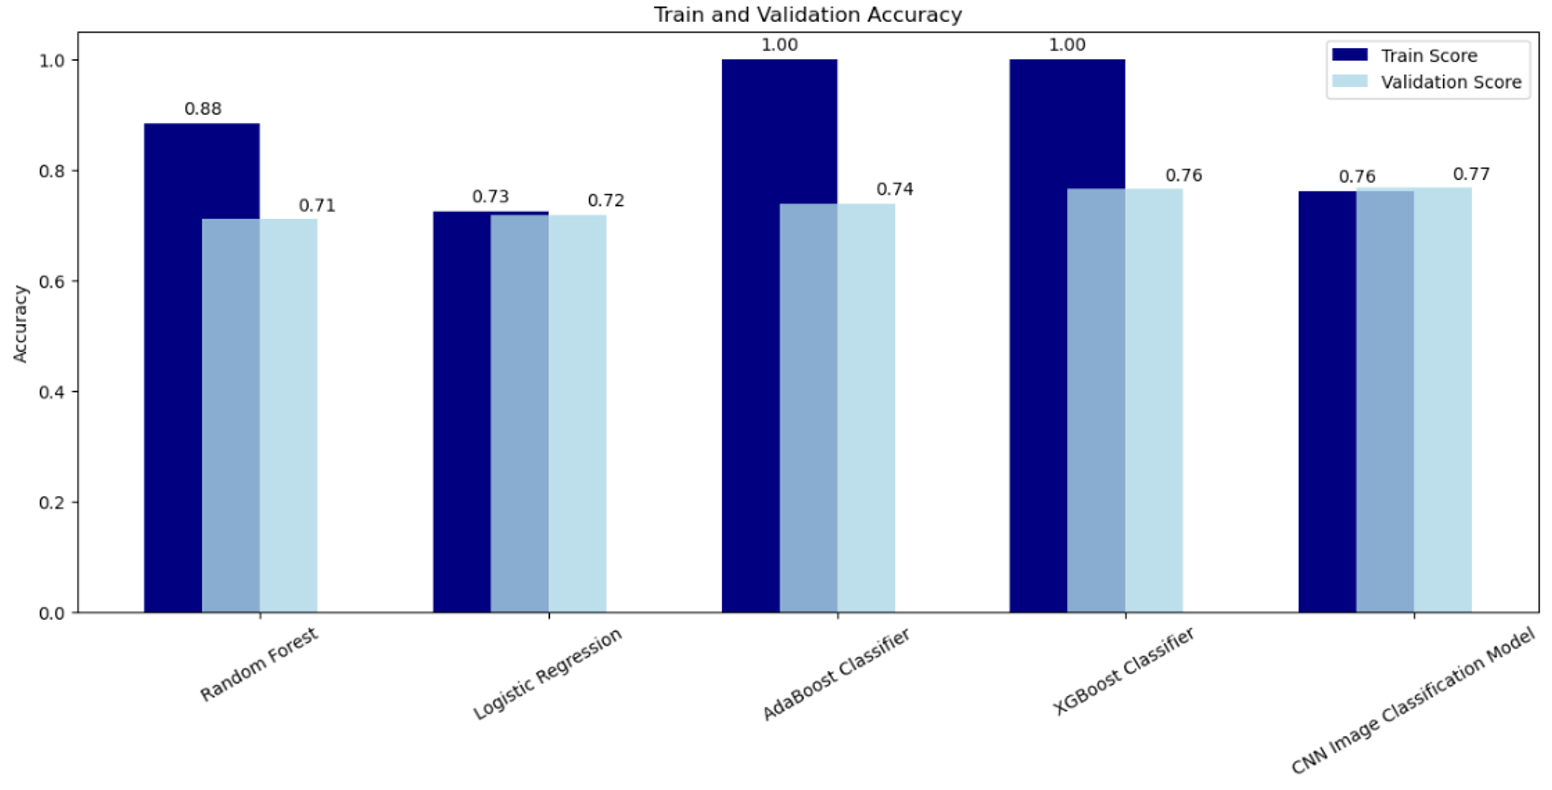 Train and Validation Accuracy
Train Score
Validation Score
Accuracy
1.0
0.8
0.6
0.4
0.2
0.0
0.88
0.71
0.73
0.72
1.00
0.74
1.00
0.76
0.76
0.77
Random Forest
Logistic Regression
AdaBoost Classifier
XGBoost Classifier
CNN Image Classification Model